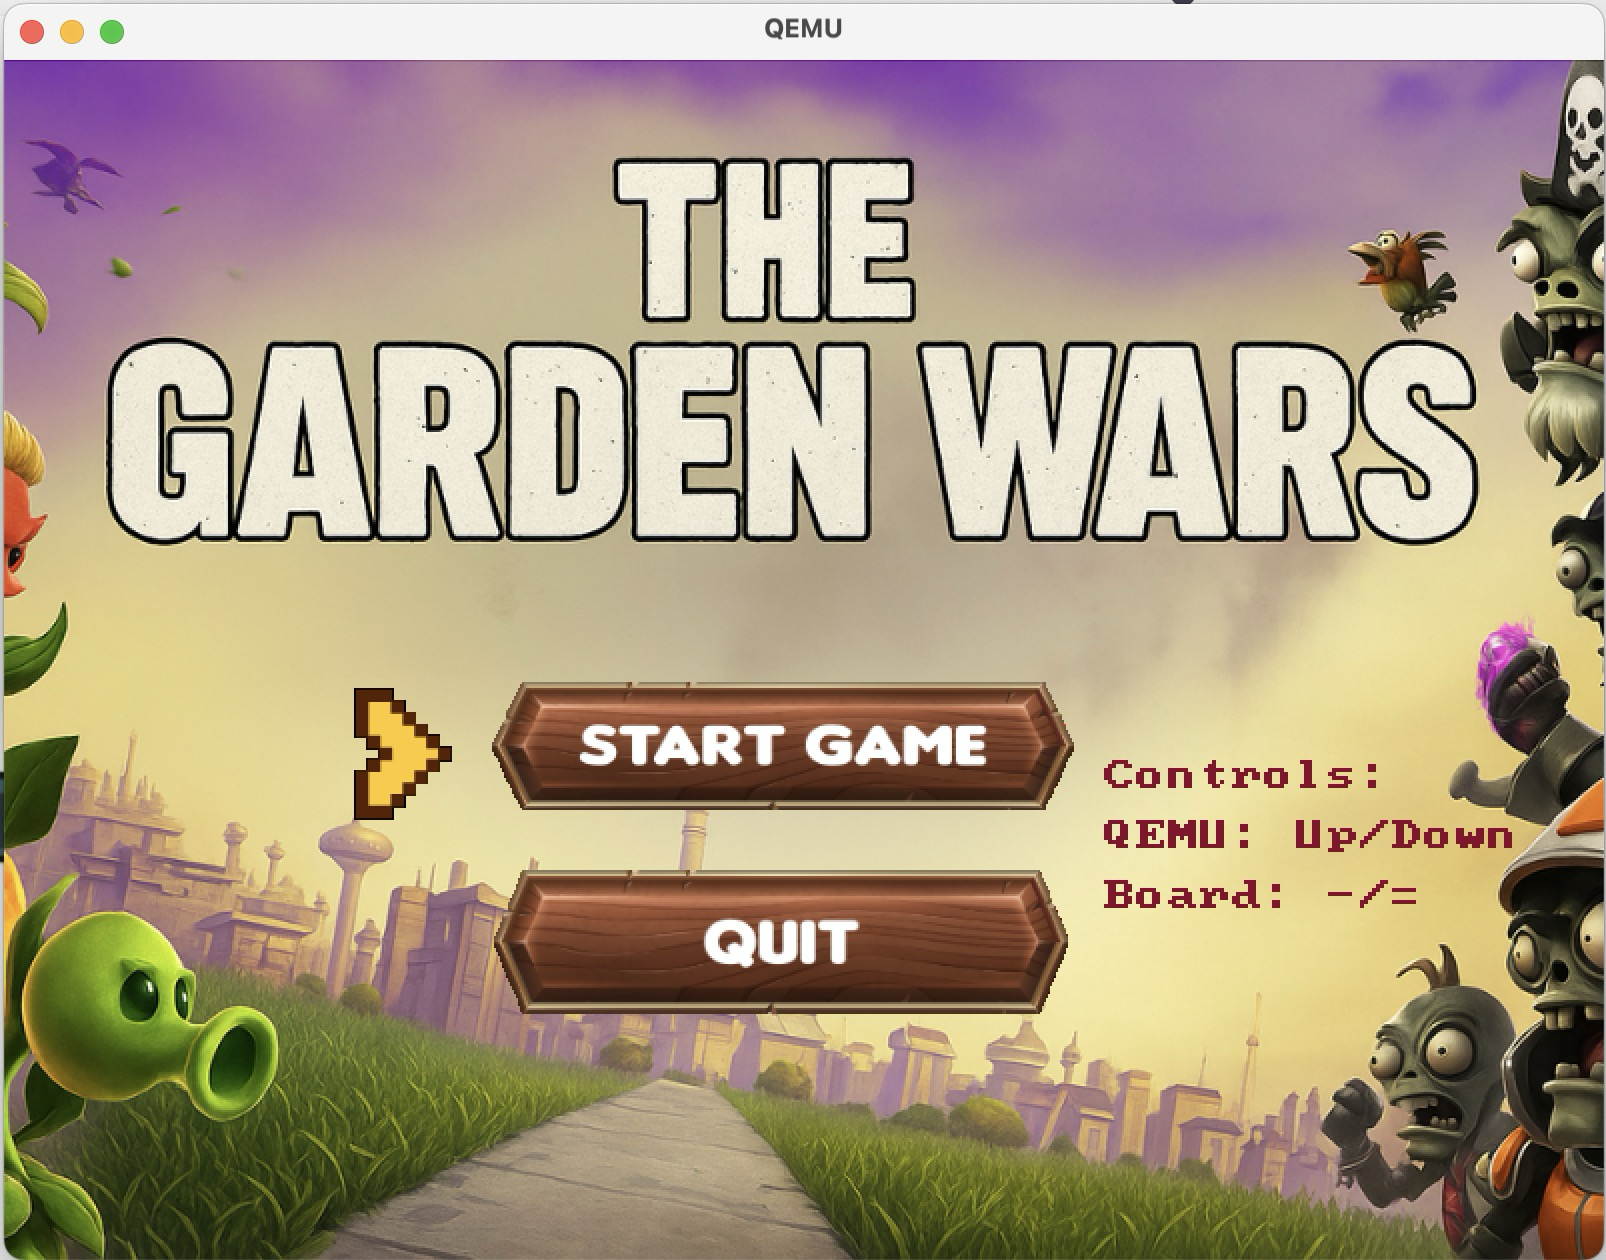 QEMU
THE
GARDEN WARS
START GAME
Controls:
QEMU: Up/Down
Board: -/=
QUIT